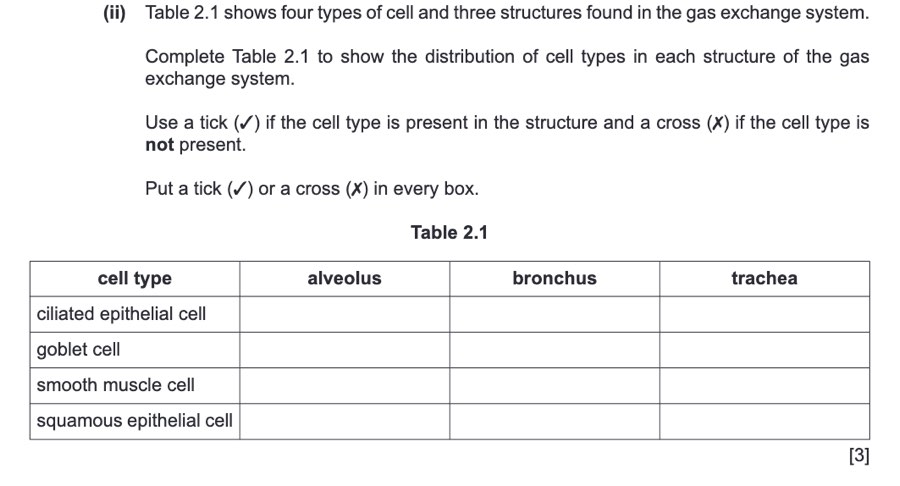 (ii) Table 2.1 shows four types of cell and three structures found in the gas exchange system.
Complete Table 2.1 to show the distribution of cell types in each structure of the gas
exchange system.
Use a tick (✓) if the cell type is present in the structure and a cross (✗) if the cell type is
not present.
Put a tick (✓) or a cross (✗) in every box.
Table 2.1
cell type alveolus bronchus trachea
ciliated epithelial cell
goblet cell
smooth muscle cell
squamous epithelial cell
[3]